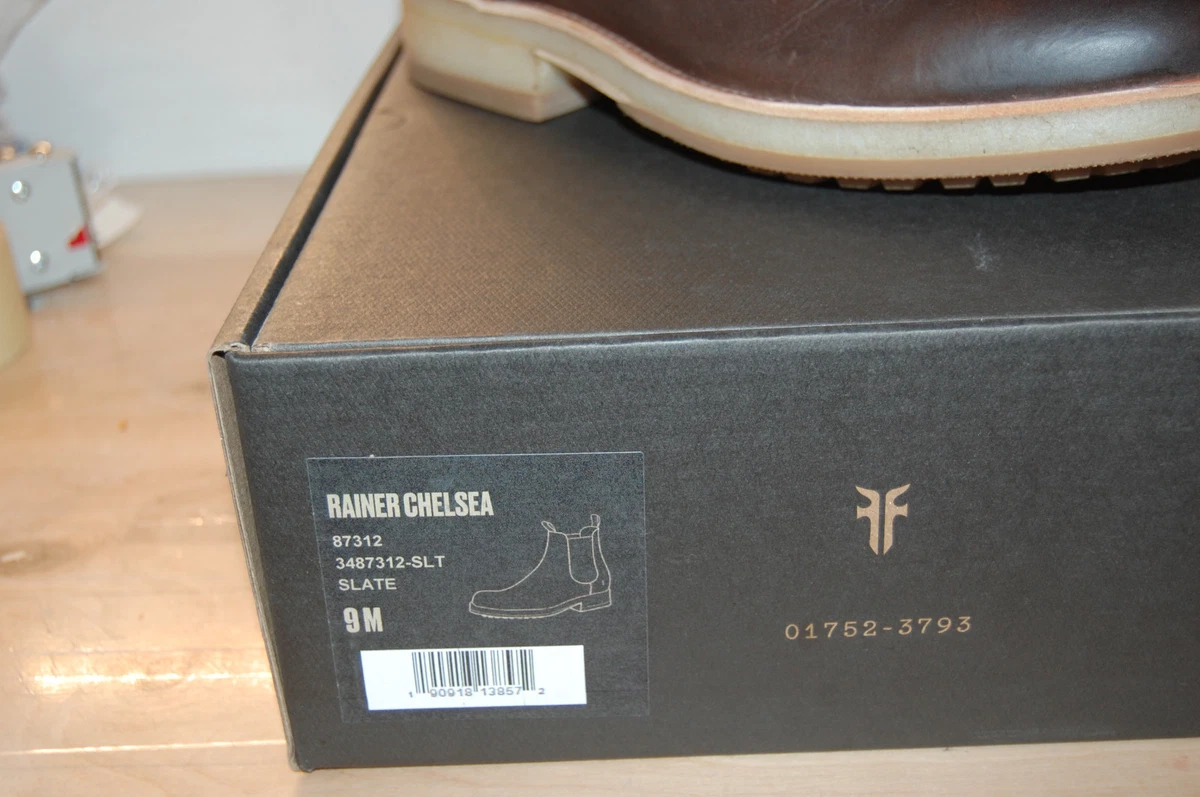 RAINER CHELSEA
87312
3487312-SLT
SLATE
9 M
1 90918 13857 2
01752-3793